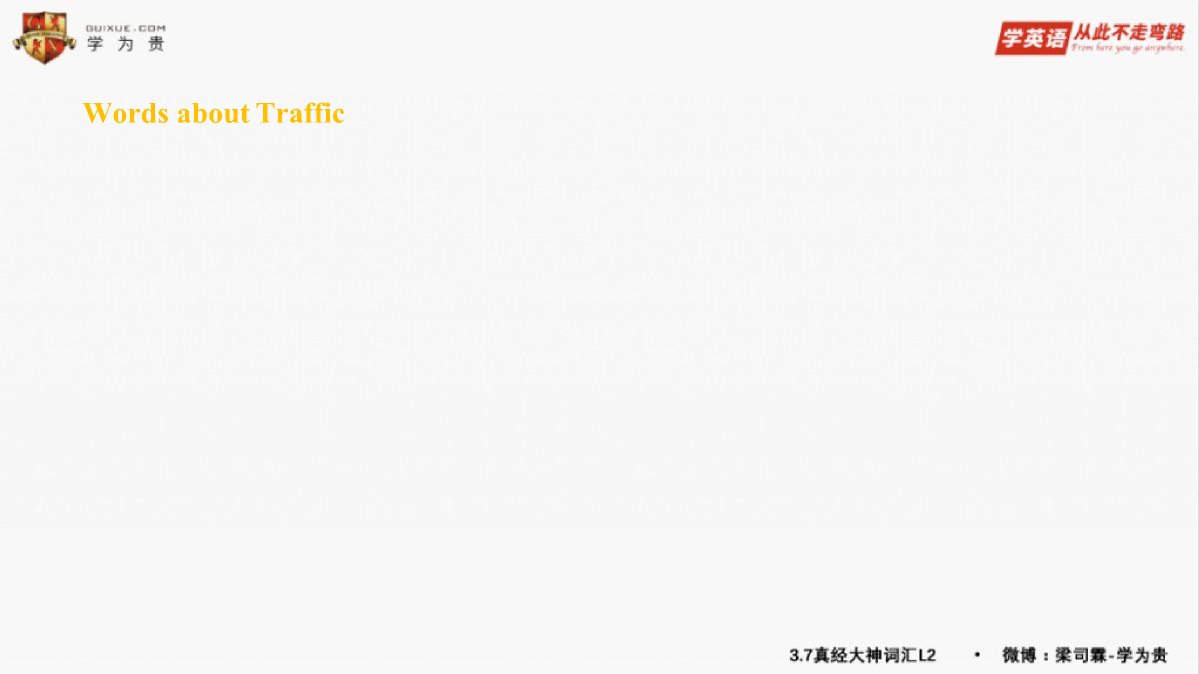 GUIXUE.COM
学为贵
学英语 从此不走弯路
From here you go anywhere.
Words about Traffic
3.7真经大神词汇L2 • 微博：梁司霖-学为贵